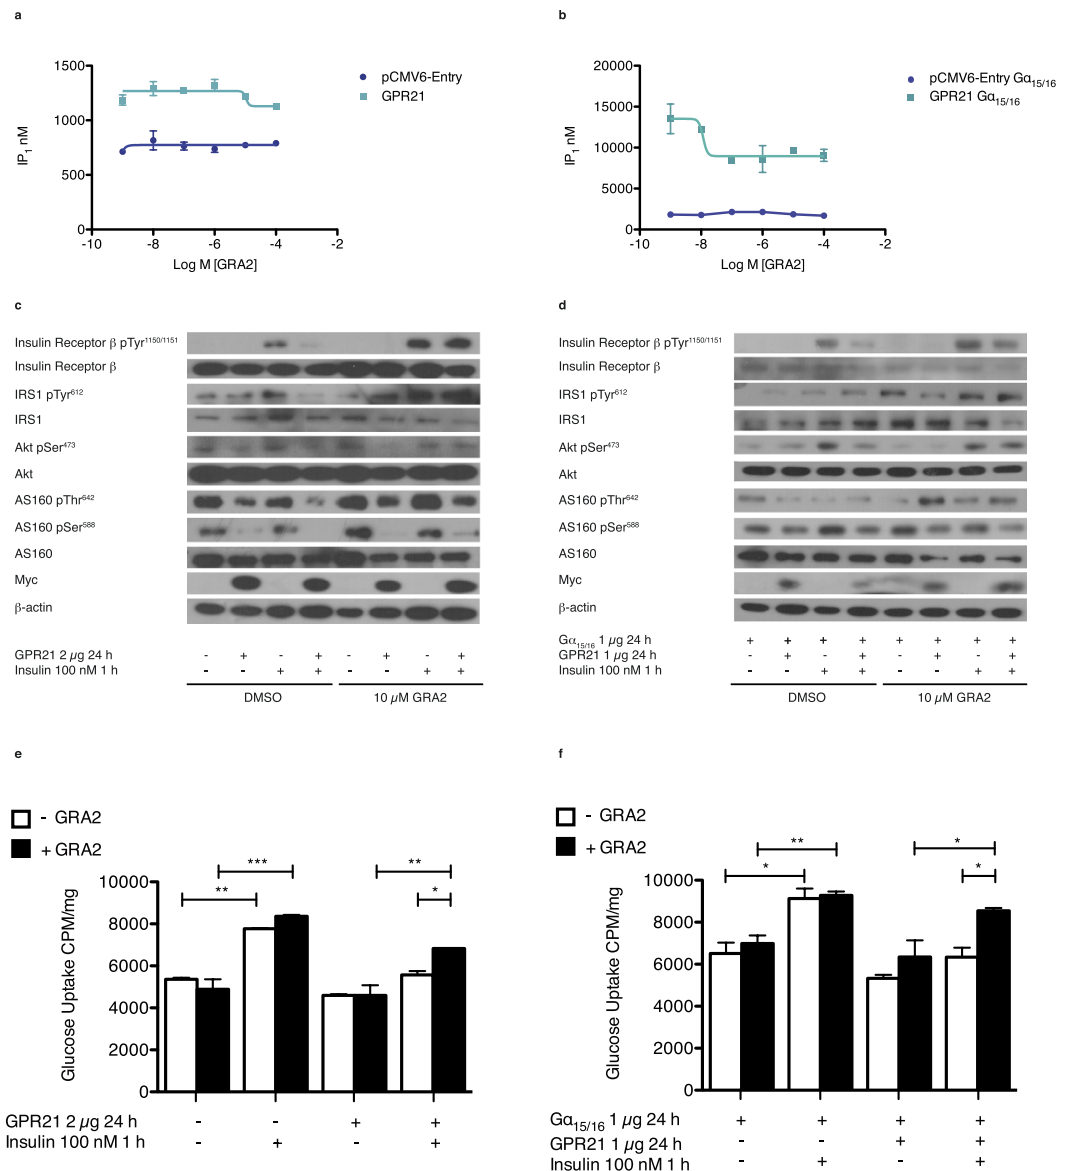 a
1500
1000
500
0
IP1 nM
-10 -8 -6 -4 -2
Log M [GRA2]
pCMV6-Entry
GPR21
b
20000
15000
10000
5000
0
IP1 nM
-10 -8 -6 -4 -2
Log M [GRA2]
pCMV6-Entry Gα15/16
GPR21 Gα15/16
c
Insulin Receptor β pTyr1150/1151
Insulin Receptor β
IRS1 pTyr612
IRS1
Akt pSer473
Akt
AS160 pThr642
AS160 pSer588
AS160
Myc
β-actin
GPR21 2 µg 24 h - + - + - + - +
Insulin 100 nM 1 h - - + + - - + +
DMSO 10 µM GRA2
d
Insulin Receptor β pTyr1150/1151
Insulin Receptor β
IRS1 pTyr612
IRS1
Akt pSer473
Akt
AS160 pThr642
AS160 pSer588
AS160
Myc
β-actin
Gα15/16 1 µg 24 h + + + + + + + +
GPR21 1 µg 24 h - + - + - + - +
Insulin 100 nM 1 h - - + + - - + +
DMSO 10 µM GRA2
e
- GRA2
+ GRA2
*** **
** *
10000
8000
6000
4000
2000
0
Glucose Uptake CPM/mg
GPR21 2 µg 24 h - - + +
Insulin 100 nM 1 h - + - +
f
- GRA2
+ GRA2
** *
* *
10000
8000
6000
4000
2000
0
Glucose Uptake CPM/mg
Gα15/16 1 µg 24 h + + + +
GPR21 1 µg 24 h - - + +
Insulin 100 nM 1 h - + - +